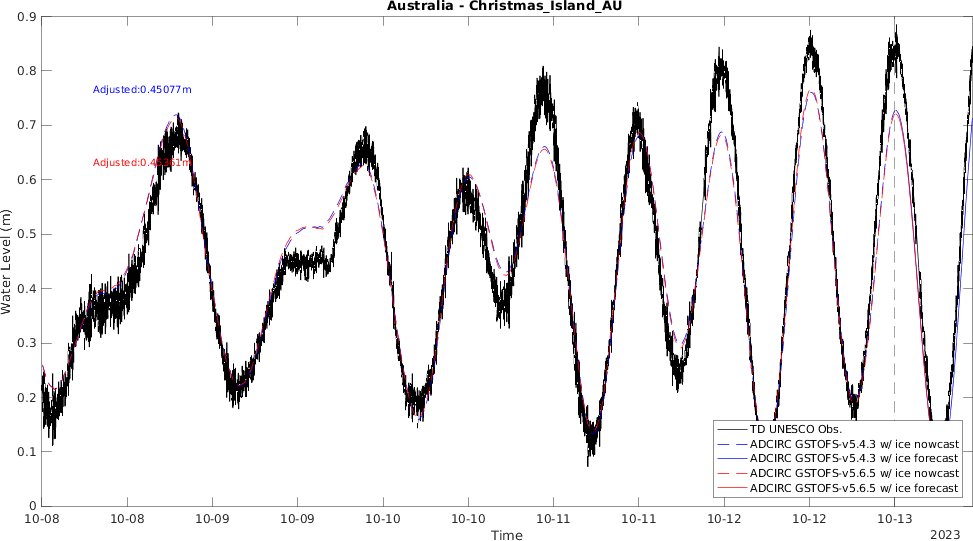 Australia - Christmas_Island_AU
Water Level (m)
0.9
0.8
0.7
0.6
0.5
0.4
0.3
0.2
0.1
0
Adjusted:0.45077m
TD UNESCO Obs.
ADCIRC GSTOFS-v5.4.3 w/ ice nowcast
ADCIRC GSTOFS-v5.4.3 w/ ice forecast
ADCIRC GSTOFS-v5.6.5 w/ ice nowcast
ADCIRC GSTOFS-v5.6.5 w/ ice forecast
10-08 10-08 10-09 10-09 10-10 10-10 10-11 10-11 10-12 10-12 10-13
Time
2023